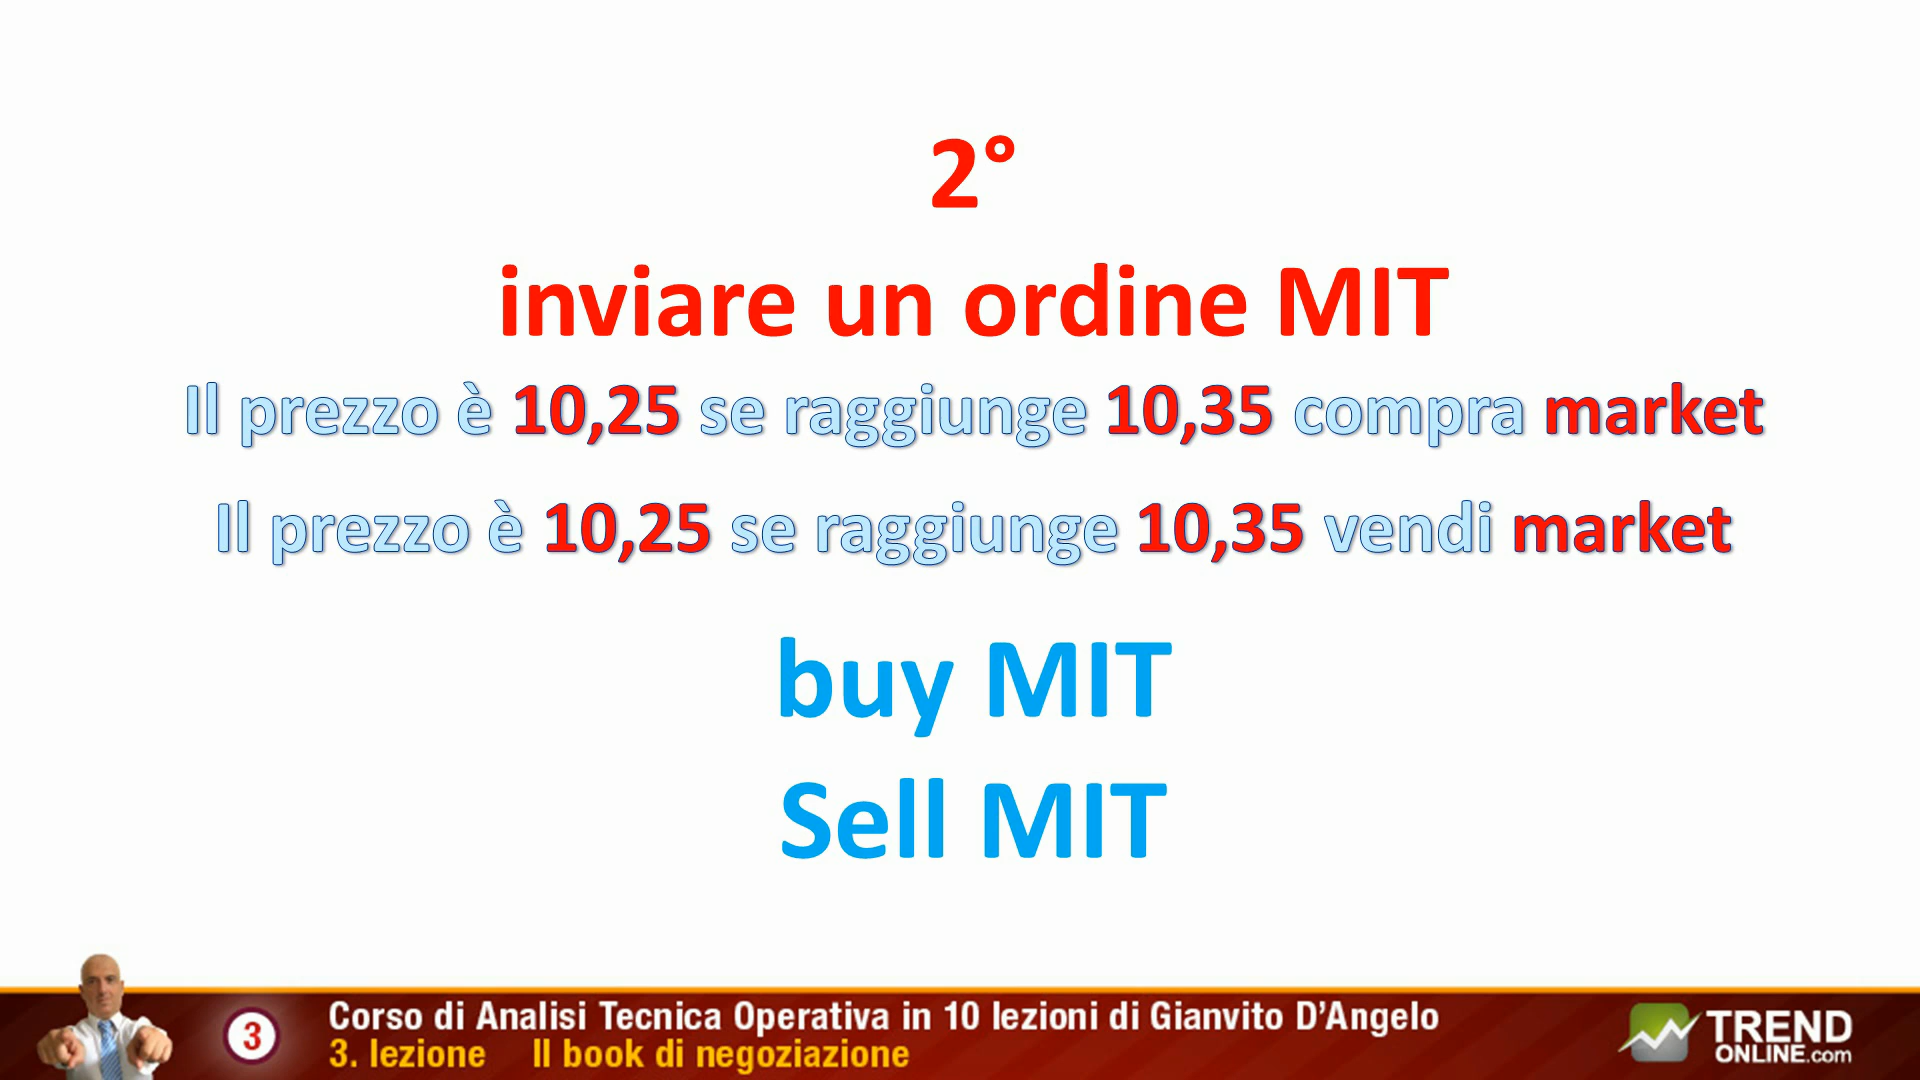 2°
inviare un ordine MIT
Il prezzo è 10,25 se raggiunge 10,35 compra market
Il prezzo è 10,25 se raggiunge 10,35 vendi market
buy MIT
Sell MIT
3
Corso di Analisi Tecnica Operativa in 10 lezioni di Gianvito D’Angelo
3. lezione Il book di negoziazione
TREND
ONLINE.com